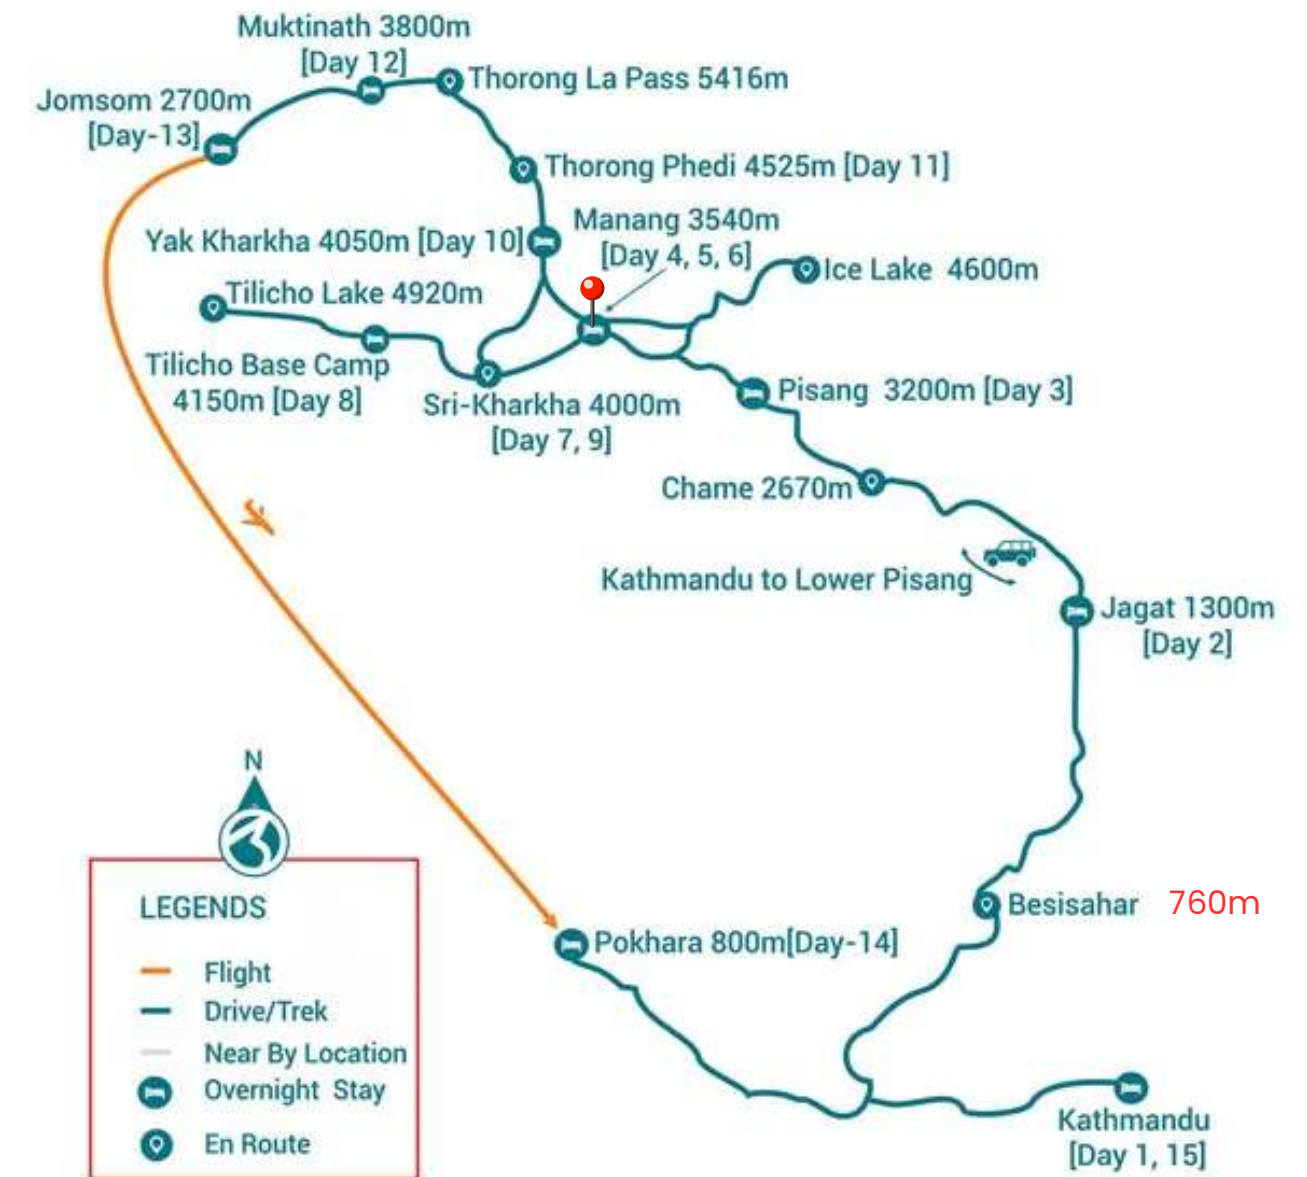 Muktinath 3800m
[Day 12]
Thorong La Pass 5416m
Jomsom 2700m
[Day-13]
Thorong Phedi 4525m [Day 11]
Manang 3540m
[Day 4, 5, 6]
Yak Kharkha 4050m [Day 10]
Ice Lake 4600m
Tilicho Lake 4920m
Tilicho Base Camp
4150m [Day 8]
Sri-Kharkha 4000m
[Day 7, 9]
Pisang 3200m [Day 3]
Chame 2670m
Kathmandu to Lower Pisang
Jagat 1300m
[Day 2]
N
LEGENDS
Flight
Drive/Trek
Near By Location
Overnight Stay
En Route
Besisahar 760m
Pokhara 800m[Day-14]
Kathmandu
[Day 1, 15]